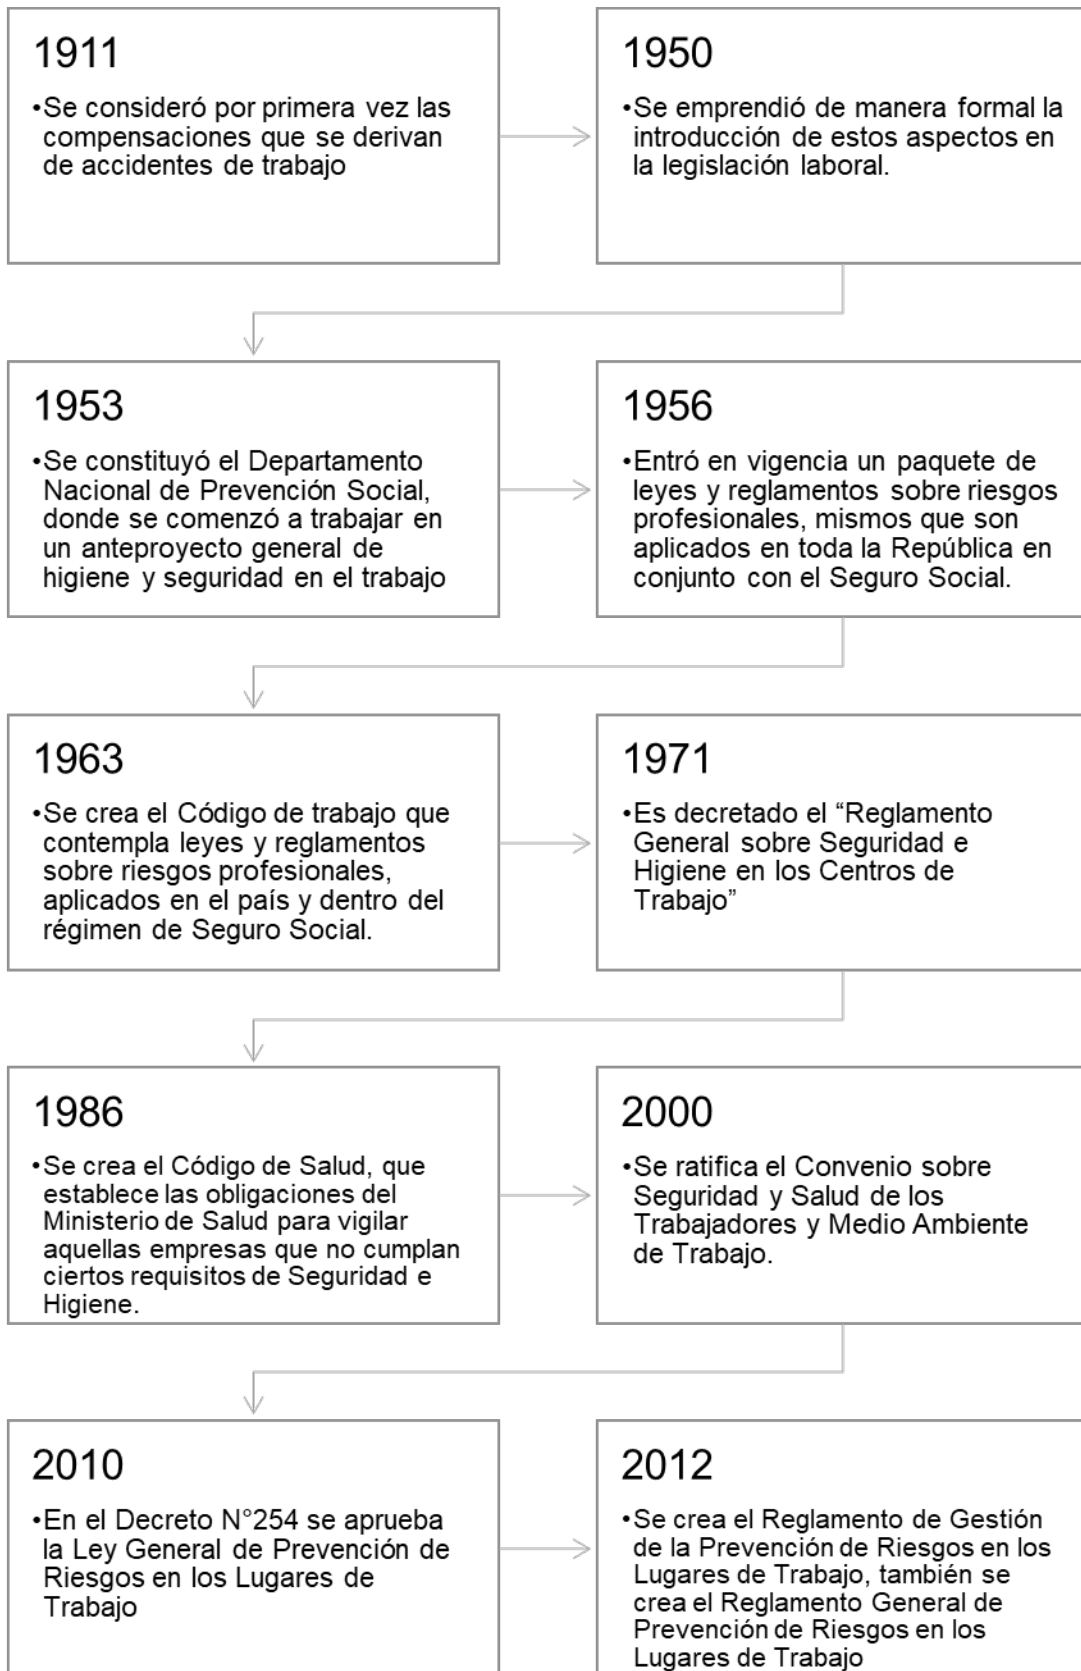 1911
•Se consideró por primera vez las
compensaciones que se derivan
de accidentes de trabajo
1950
•Se emprendió de manera formal la
introducción de estos aspectos en
la legislación laboral.
1953
•Se constituyó el Departamento
Nacional de Prevención Social,
donde se comenzó a trabajar en
un anteproyecto general de
higiene y seguridad en el trabajo
1956
•Entró en vigencia un paquete de
leyes y reglamentos sobre riesgos
profesionales, mismos que son
aplicados en toda la República en
conjunto con el Seguro Social.
1963
•Se crea el Código de trabajo que
contempla leyes y reglamentos
sobre riesgos profesionales,
aplicados en el país y dentro del
régimen de Seguro Social.
1971
•Es decretado el “Reglamento
General sobre Seguridad e
Higiene en los Centros de
Trabajo”
1986
•Se crea el Código de Salud, que
establece las obligaciones del
Ministerio de Salud para vigilar
aquellas empresas que no cumplan
ciertos requisitos de Seguridad e
Higiene.
2000
•Se ratifica el Convenio sobre
Seguridad y Salud de los
Trabajadores y Medio Ambiente
de Trabajo.
2010
•En el Decreto N°254 se aprueba
la Ley General de Prevención de
Riesgos en los Lugares de
Trabajo
2012
•Se crea el Reglamento de Gestión
de la Prevención de Riesgos en los
Lugares de Trabajo, también se
crea el Reglamento General de
Prevención de Riesgos en los
Lugares de Trabajo